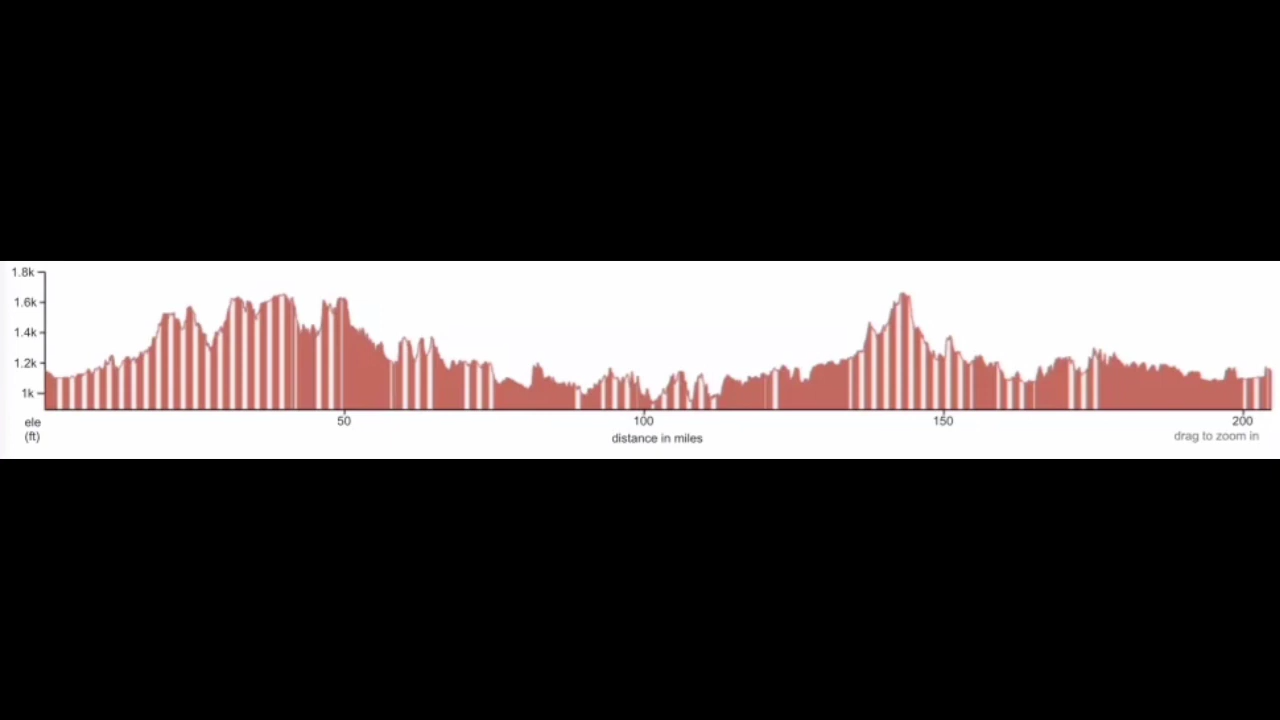 1.8k
1.6k
1.4k
1.2k
1k
ele
(ft)
50
100
150
200
distance in miles
drag to zoom in